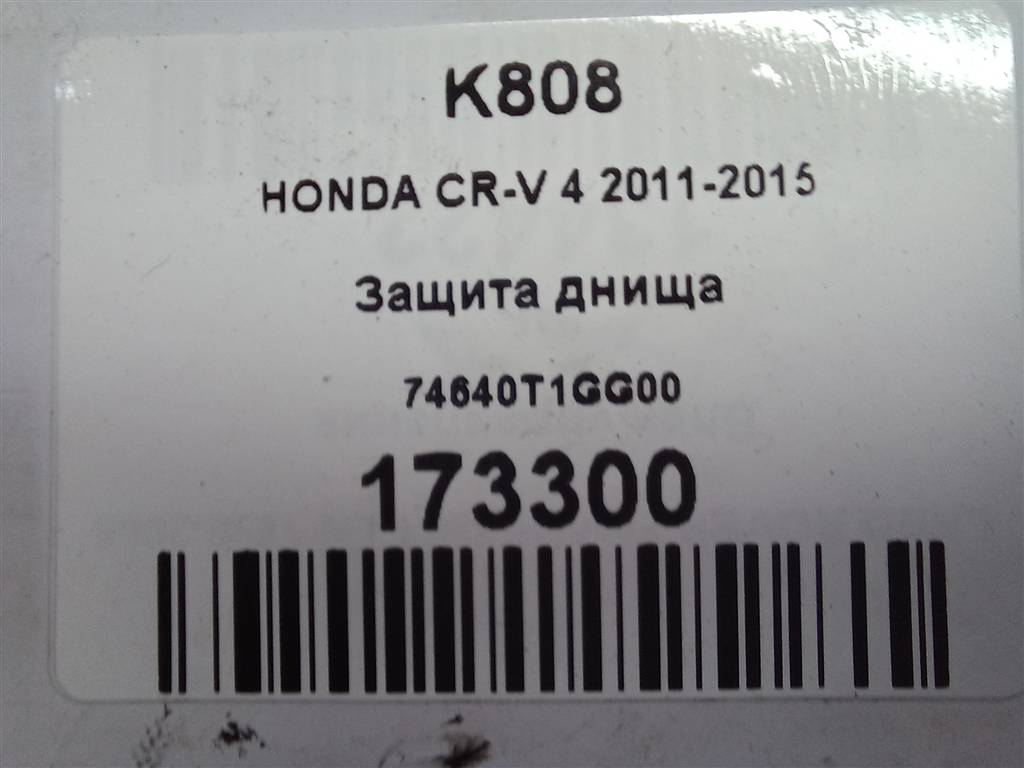 K808
HONDA CR-V 4 2011-2015
Защита днища
74640T1GG00
173300